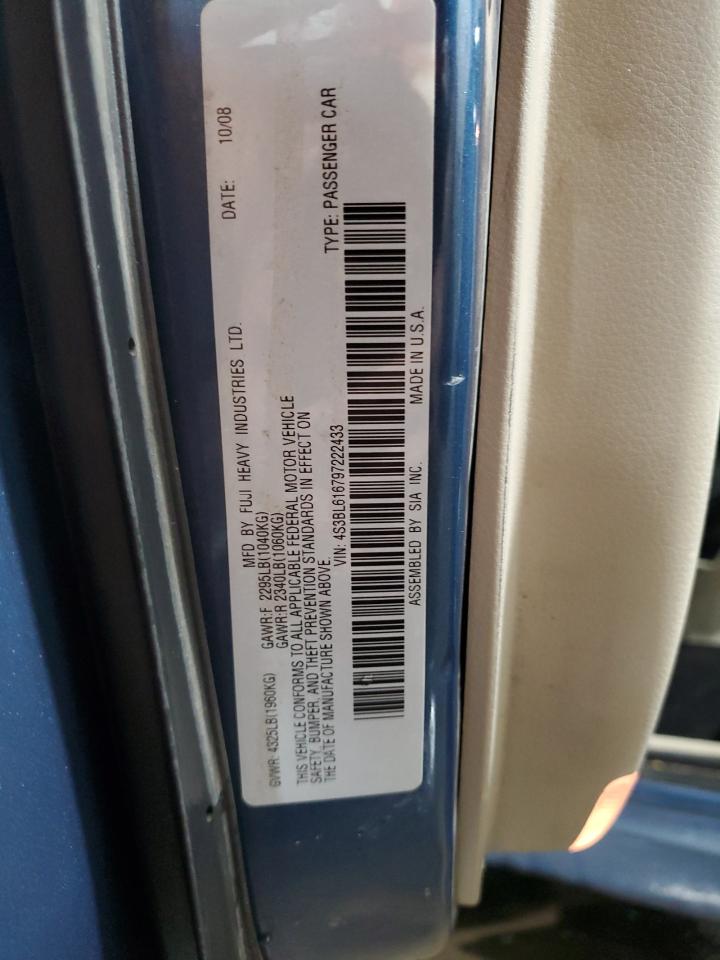 MFD BY FUJI HEAVY INDUSTRIES LTD. DATE: 10/08
GVWR: 4325LB(1960KG) GAWR:F 2295LB(1040KG)
GAWR:R 2340LB(1060KG)
THIS VEHICLE CONFORMS TO ALL APPLICABLE FEDERAL MOTOR VEHICLE
SAFETY, BUMPER, AND THEFT PREVENTION STANDARDS IN EFFECT ON
THE DATE OF MANUFACTURE SHOWN ABOVE.
VIN: 4S3BL616797222433 TYPE: PASSENGER CAR
ASSEMBLED BY SIA INC. MADE IN U.S.A.